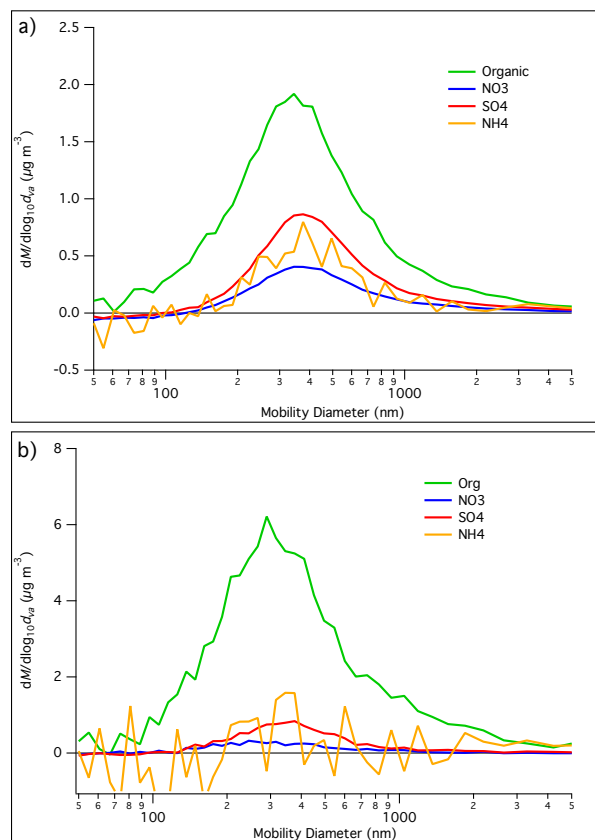 a)
2.5
2.0
1.5
1.0
0.5
0.0
-0.5
dM/dlog10 dva (µg m-3)
Organic
NO3
SO4
NH4
5 6 7 8 9 100 2 3 4 5 6 7 8 9 1000 2 3 4 5
Mobility Diameter (nm)
b)
8
6
4
2
0
dM/dlog10 dva (µg m-3)
Org
NO3
SO4
NH4
5 6 7 8 9 100 2 3 4 5 6 7 8 9 1000 2 3 4 5
Mobility Diameter (nm)